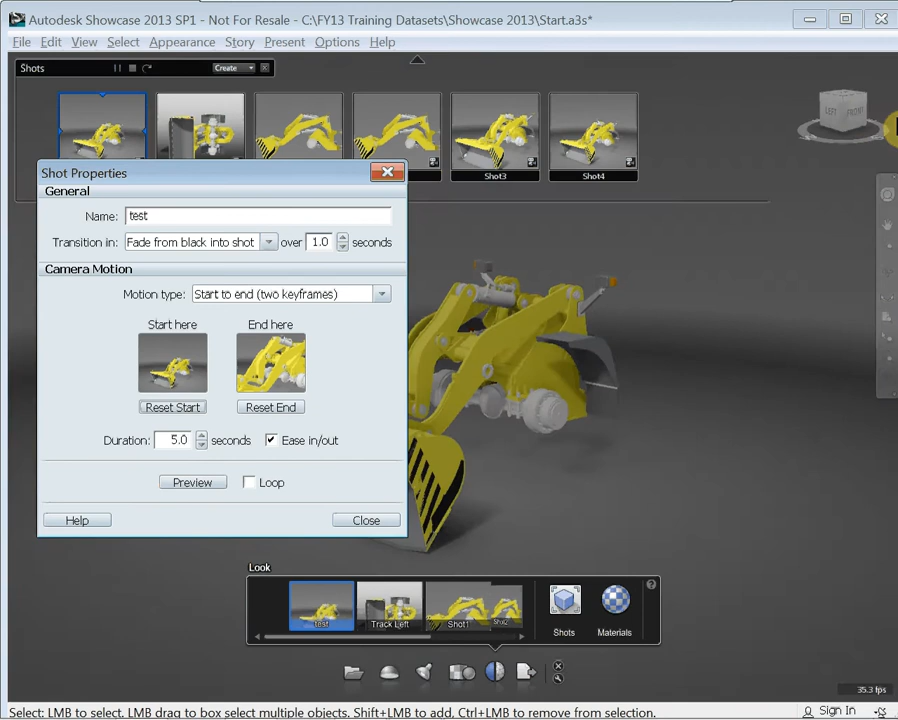 Autodesk Showcase 2013 SP1 - Not For Resale - C:\FY13 Training Datasets\Showcase 2013\Start.a3s*
File Edit View Select Appearance Story Present Options Help
Shots
Create
Shot3
Shot4
LEFT FRONT
Shot Properties
General
Name: test
Transition in: Fade from black into shot over 1.0 seconds
Camera Motion
Motion type: Start to end (two keyframes)
Start here End here
Reset Start Reset End
Duration: 5.0 seconds Ease in/out
Preview Loop
Help Close
Look
test Track Left Shot1 Shot2
Shots Materials
35.3 fps
Select: LMB to select. LMB drag to box select multiple objects. Shift+LMB to add, Ctrl+LMB to remove from selection. Sign In